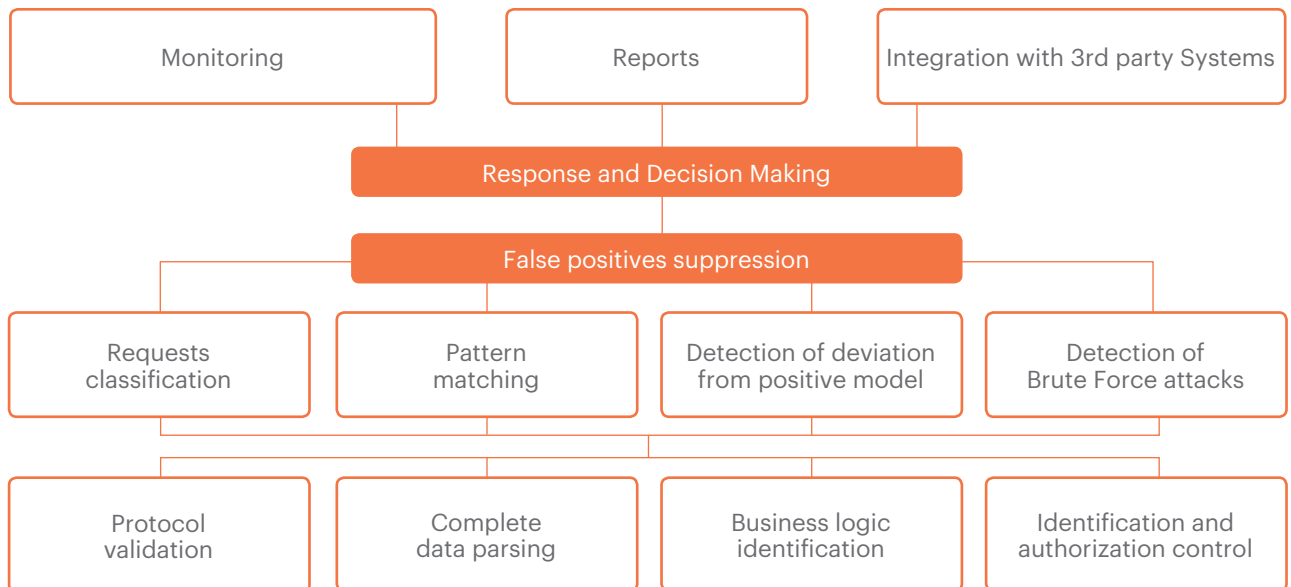 Monitoring
Reports
Integration with 3rd party Systems
Response and Decision Making
False positives suppression
Requests
classification
Pattern
matching
Detection of deviation
from positive model
Detection of
Brute Force attacks
Protocol
validation
Complete
data parsing
Business logic
identification
Identification and
authorization control